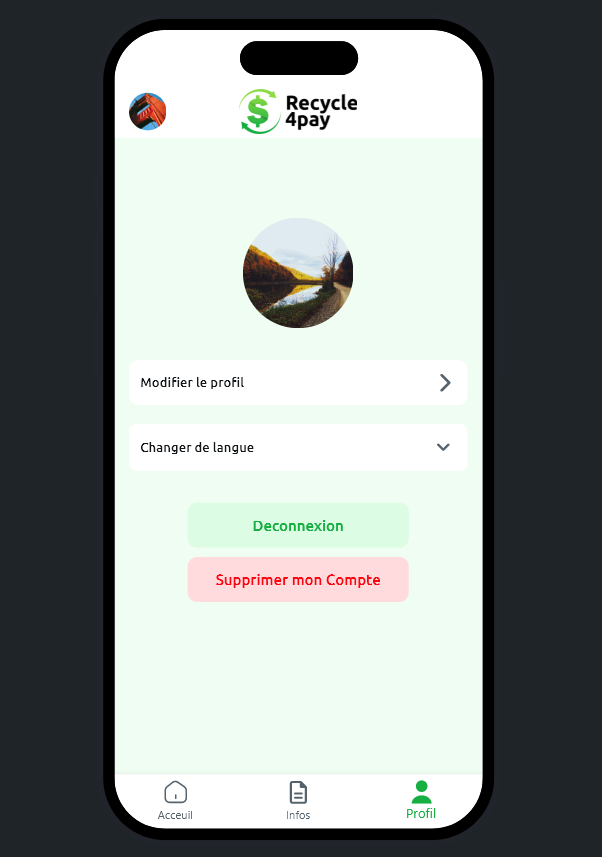 Recycle
4pay
Modifier le profil
Changer de langue
Deconnexion
Supprimer mon Compte
Acceuil
Infos
Profil